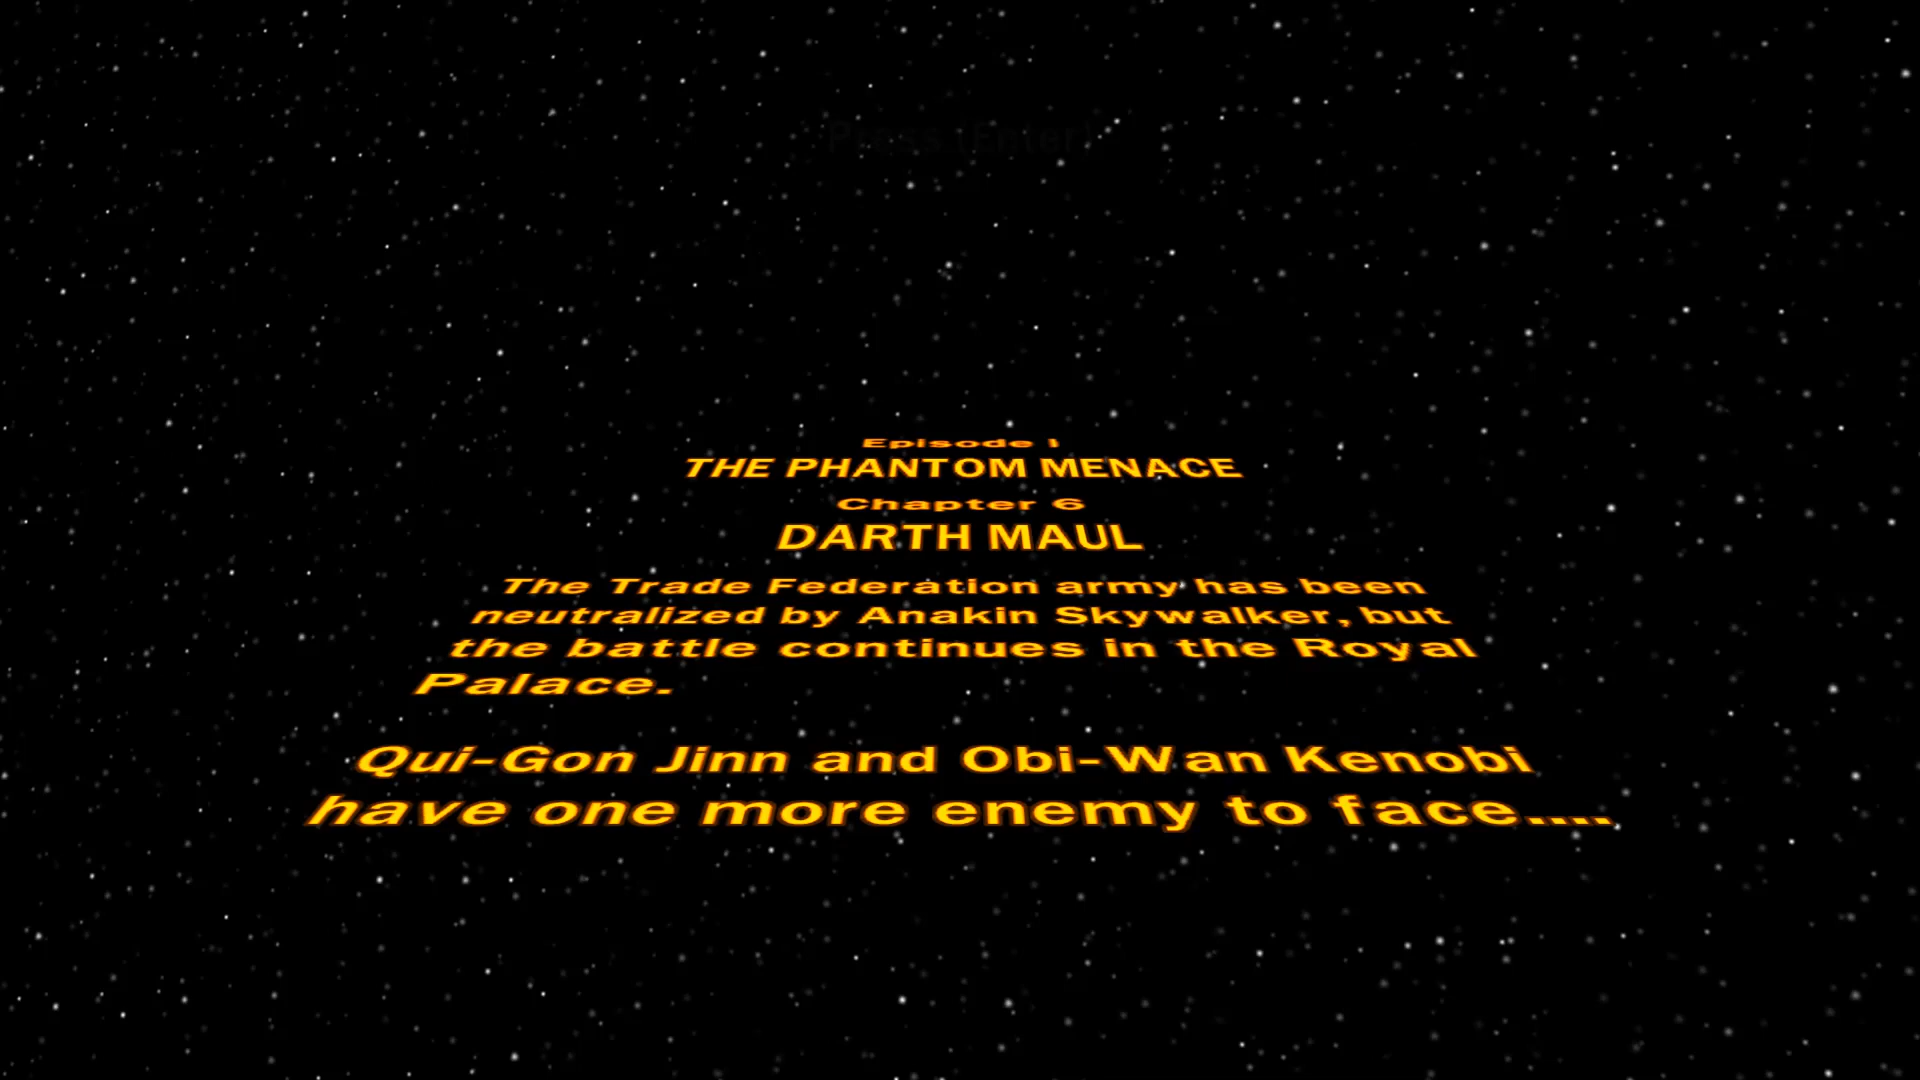 Press (Enter)
Episode I
THE PHANTOM MENACE
Chapter 6
DARTH MAUL
The Trade Federation army has been
neutralized by Anakin Skywalker, but
the battle continues in the Royal
Palace.
Qui-Gon Jinn and Obi-Wan Kenobi
have one more enemy to face....